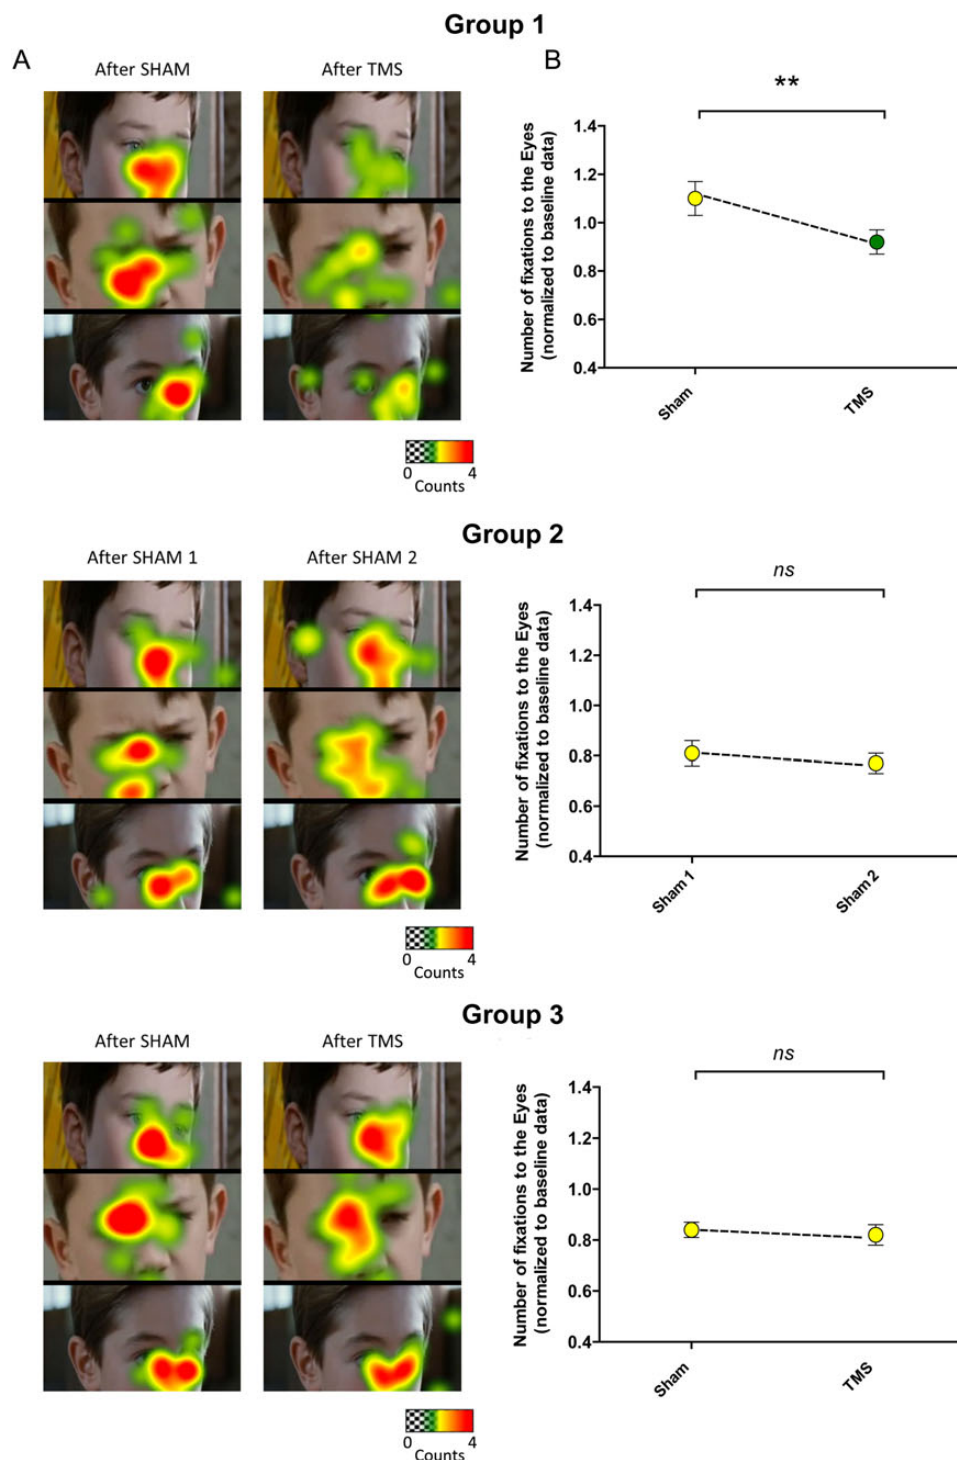 Group 1
A
After SHAM
After TMS
0
4
Counts
B
**
Number of fixations to the Eyes
(normalized to baseline data)
1.4
1.2
1.0
0.8
0.6
0.4
Sham
TMS
Group 2
After SHAM 1
After SHAM 2
0
4
Counts
ns
Number of fixations to the Eyes
(normalized to baseline data)
1.4
1.2
1.0
0.8
0.6
0.4
Sham 1
Sham 2
Group 3
After SHAM
After TMS
0
4
Counts
ns
Number of fixations to the Eyes
(normalized to baseline data)
1.4
1.2
1.0
0.8
0.6
0.4
Sham
TMS